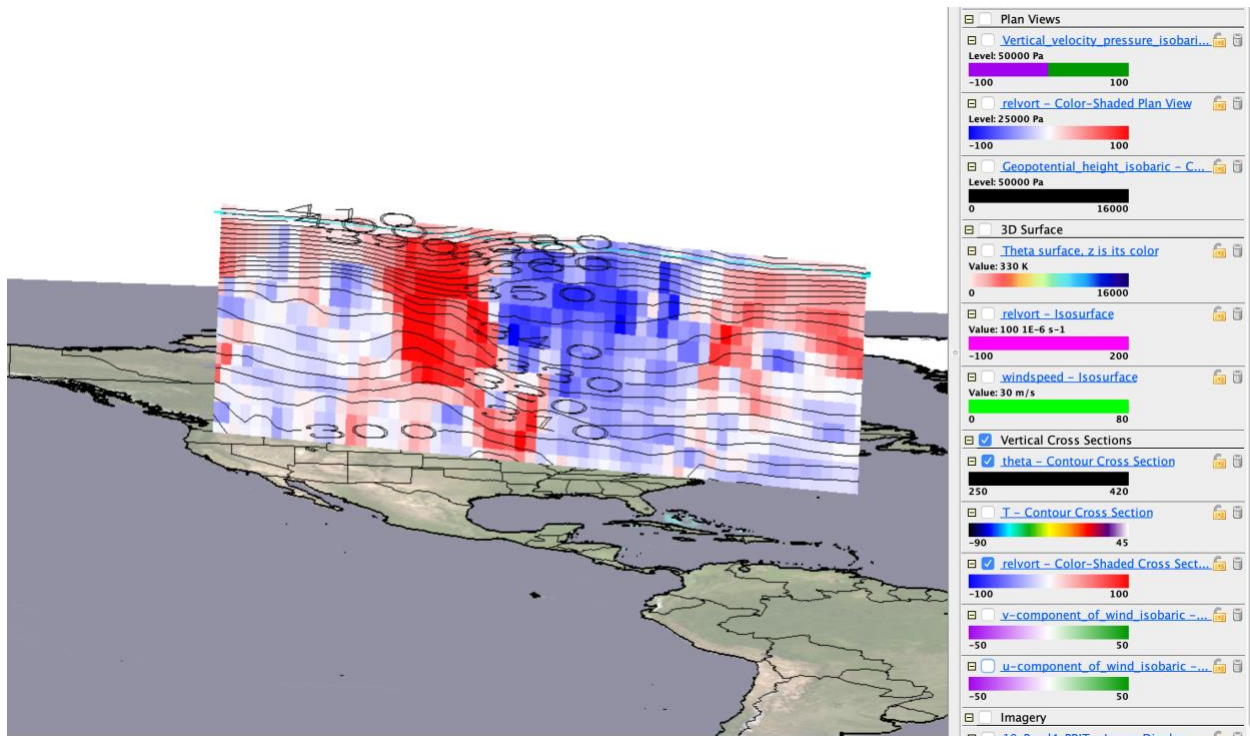 Plan Views
Vertical_velocity_pressure_isobari...
Level: 50000 Pa
-100 100
relvort – Color-Shaded Plan View
Level: 25000 Pa
-100 100
Geopotential_height_isobaric – C...
Level: 50000 Pa
0 16000
3D Surface
Theta surface, z is its color
Value: 330 K
0 16000
relvort – Isosurface
Value: 100 1E-6 s-1
-100 200
windspeed – Isosurface
Value: 30 m/s
0 80
Vertical Cross Sections
theta – Contour Cross Section
250 420
T – Contour Cross Section
-90 45
relvort – Color-Shaded Cross Sect...
-100 100
v-component_of_wind_isobaric –...
-50 50
u-component_of_wind_isobaric –...
-50 50
Imagery
300